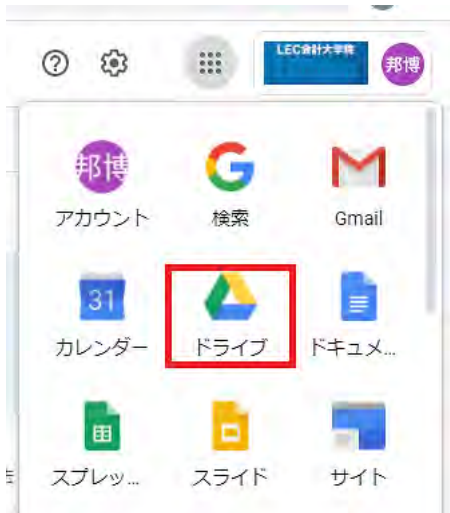 LEC会計大学院 邦博
邦博
アカウント 検索 Gmail
31
カレンダー ドライブ ドキュメ...
スプレッ... スライド サイト